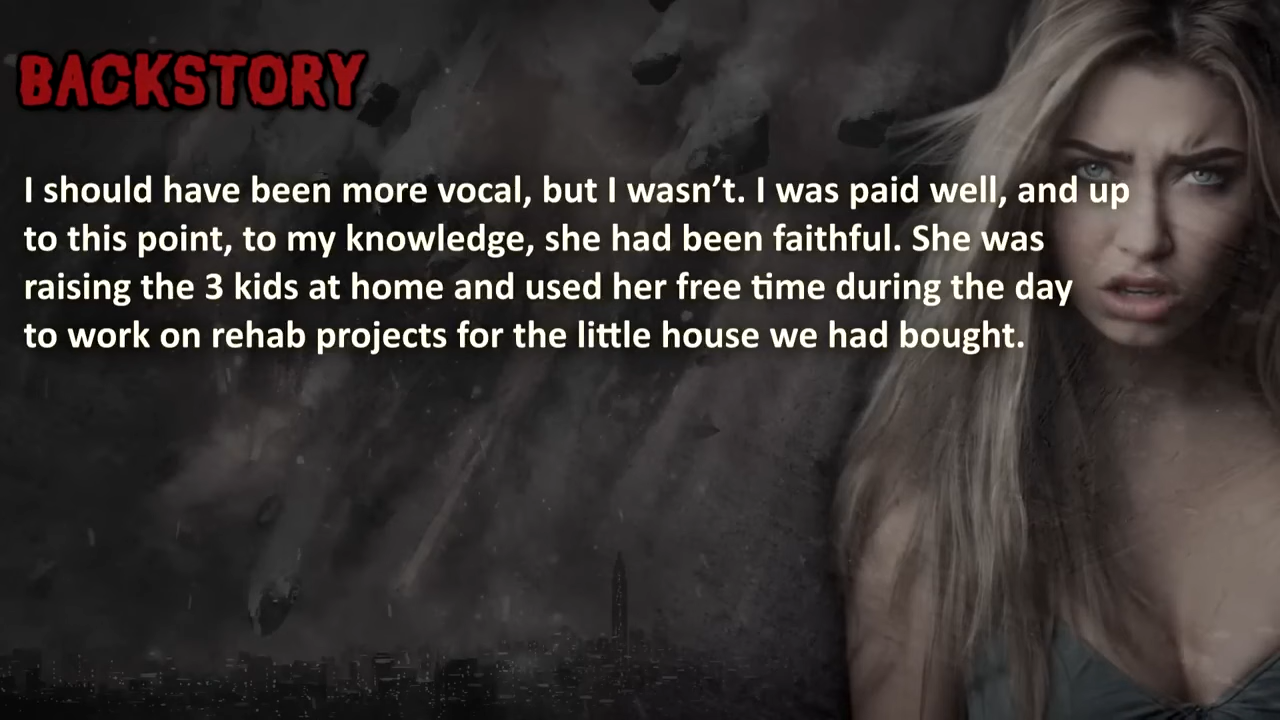 BACKSTORY
I should have been more vocal, but I wasn’t. I was paid well, and up
to this point, to my knowledge, she had been faithful. She was
raising the 3 kids at home and used her free time during the day
to work on rehab projects for the little house we had bought.